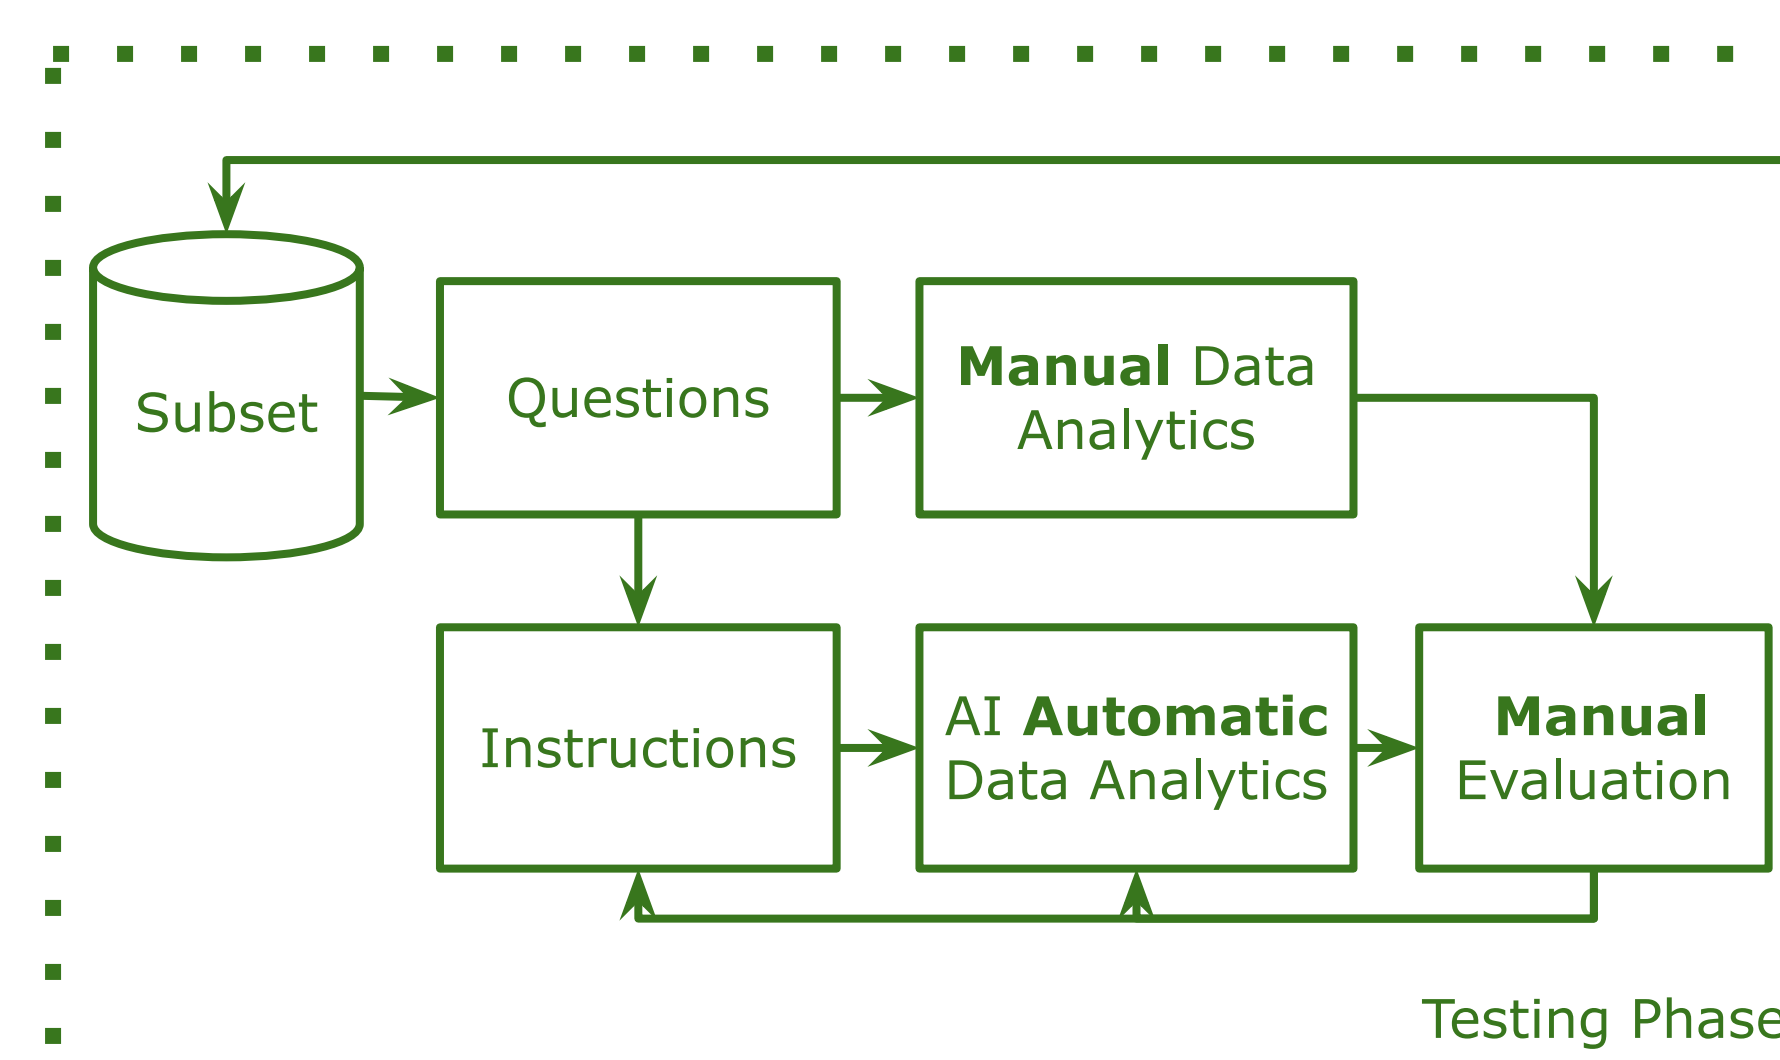 Subset
Questions
Manual Data
Analytics
Instructions
AI Automatic
Data Analytics
Manual
Evaluation
Testing Phase